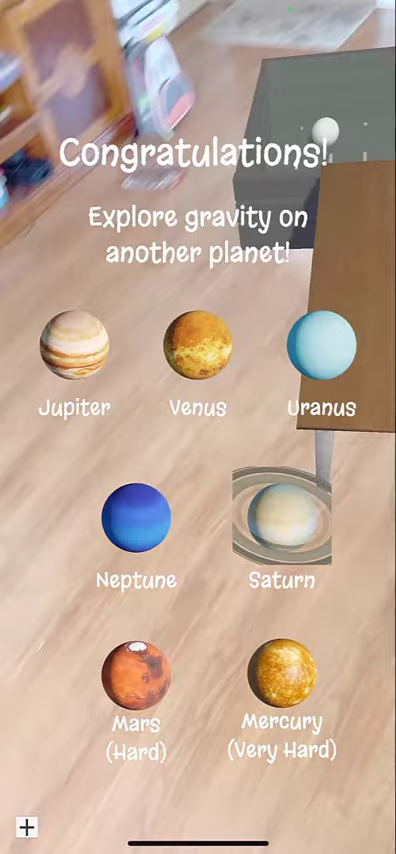 Congratulations!
Explore gravity on
another planet!
Jupiter
Venus
Uranus
Neptune
Saturn
Mars
(Hard)
Mercury
(Very Hard)